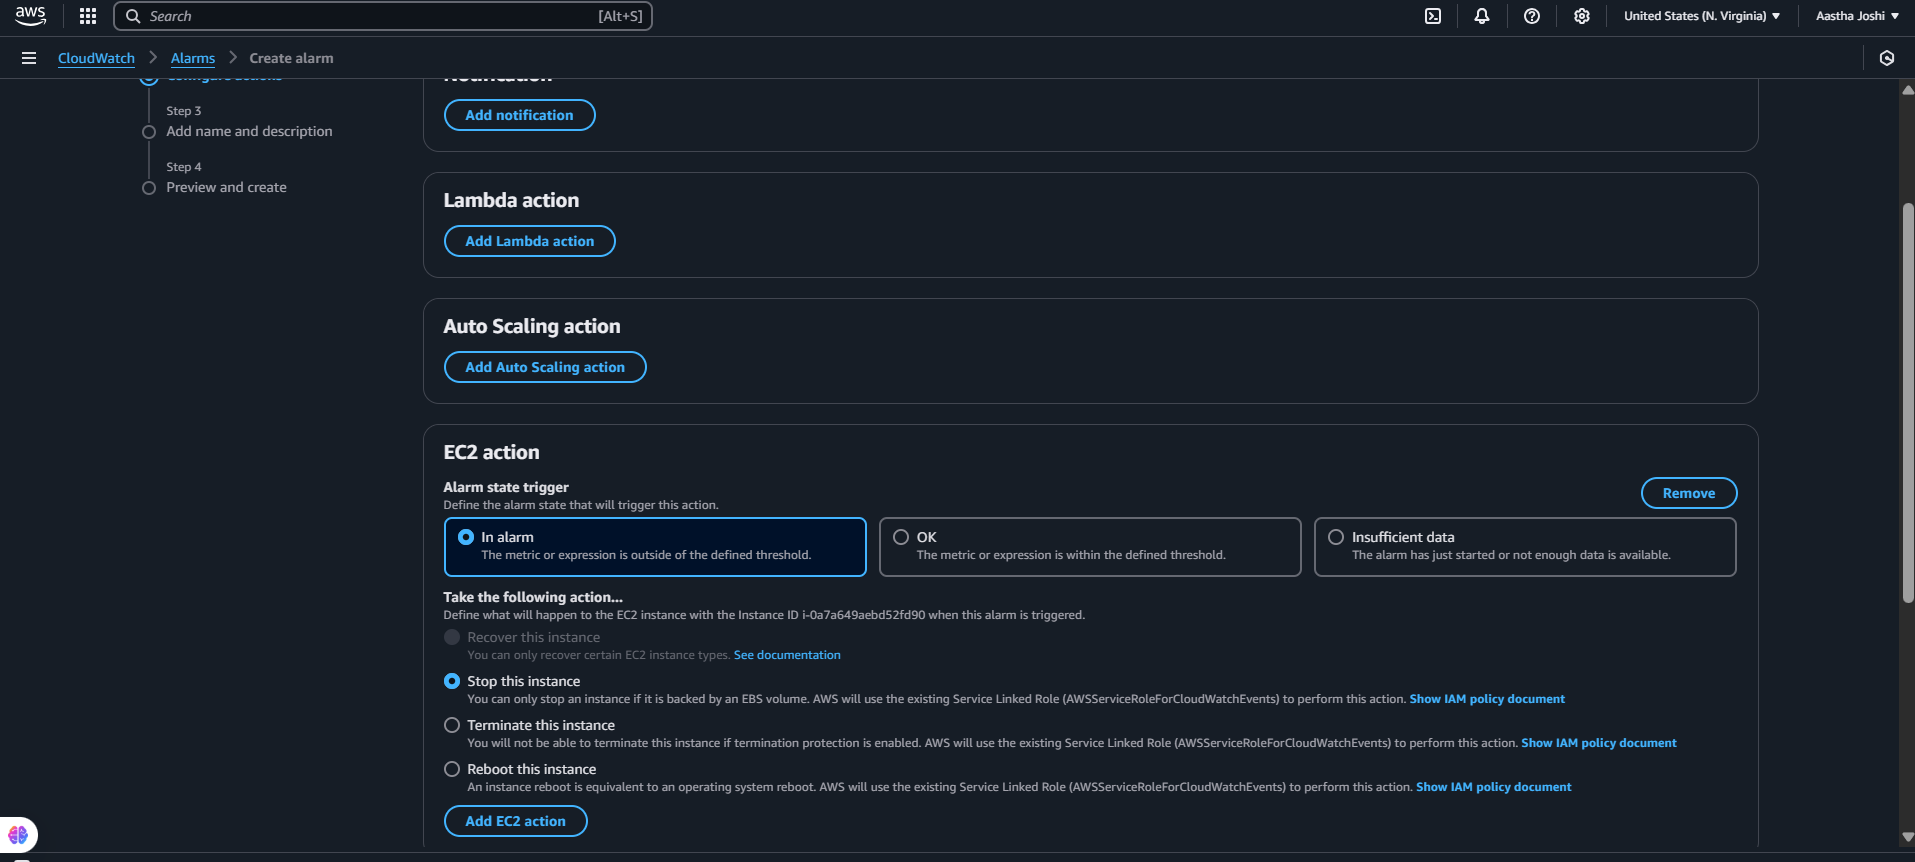 aws
Search
[Alt+S]
United States (N. Virginia)
Aastha Joshi
CloudWatch
Alarms
Create alarm
Configure actions
Step 3
Add name and description
Step 4
Preview and create
Notification
Add notification
Lambda action
Add Lambda action
Auto Scaling action
Add Auto Scaling action
EC2 action
Alarm state trigger
Define the alarm state that will trigger this action.
Remove
In alarm
The metric or expression is outside of the defined threshold.
OK
The metric or expression is within the defined threshold.
Insufficient data
The alarm has just started or not enough data is available.
Take the following action...
Define what will happen to the EC2 instance with the Instance ID i-0a7a649aebd52fd90 when this alarm is triggered.
Recover this instance
You can only recover certain EC2 instance types. See documentation
Stop this instance
You can only stop an instance if it is backed by an EBS volume. AWS will use the existing Service Linked Role (AWSServiceRoleForCloudWatchEvents) to perform this action. Show IAM policy document
Terminate this instance
You will not be able to terminate this instance if termination protection is enabled. AWS will use the existing Service Linked Role (AWSServiceRoleForCloudWatchEvents) to perform this action. Show IAM policy document
Reboot this instance
An instance reboot is equivalent to an operating system reboot. AWS will use the existing Service Linked Role (AWSServiceRoleForCloudWatchEvents) to perform this action. Show IAM policy document
Add EC2 action